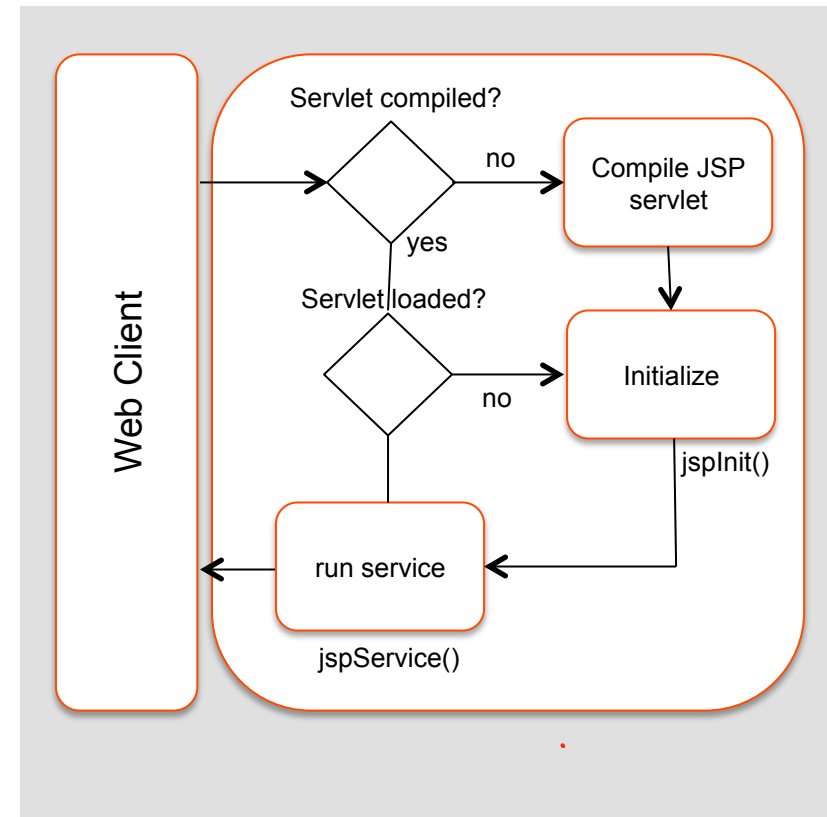 Servlet compiled?
no
Compile JSP
servlet
yes
Servlet loaded?
Web Client
Initialize
no
jspInit()
run service
jspService()